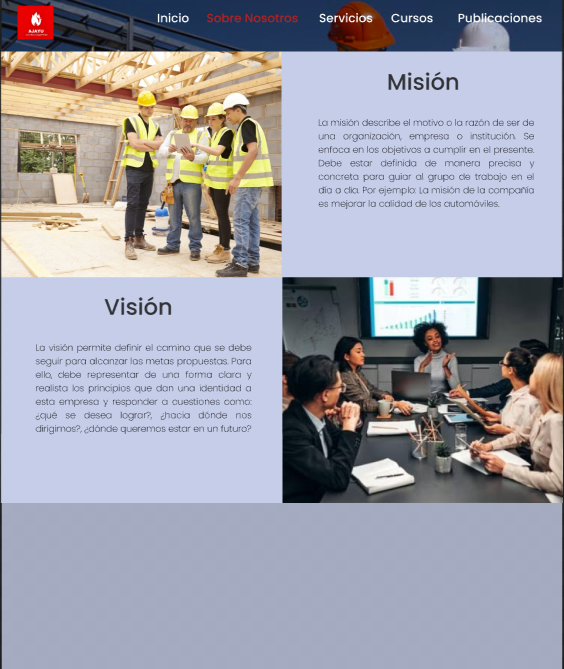 AJAYU
Inicio Sobre Nosotros Servicios Cursos Publicaciones
Misión
La misión describe el motivo o la razón de ser de
una organización, empresa o institución. Se
enfoca en los objetivos a cumplir en el presente.
Debe estar definida de manera precisa y
concreta para guiar al grupo de trabajo en el
día a día. Por ejemplo: La misión de la compañía
es mejorar la calidad de los automóviles.
Visión
La visión permite definir el camino que se debe
seguir para alcanzar las metas propuestas. Para
ello, debe representar de una forma clara y
realista los principios que dan una identidad a
esta empresa y responder a cuestiones como:
¿qué se desea lograr?, ¿hacia dónde nos
dirigimos?, ¿dónde queremos estar en un futuro?